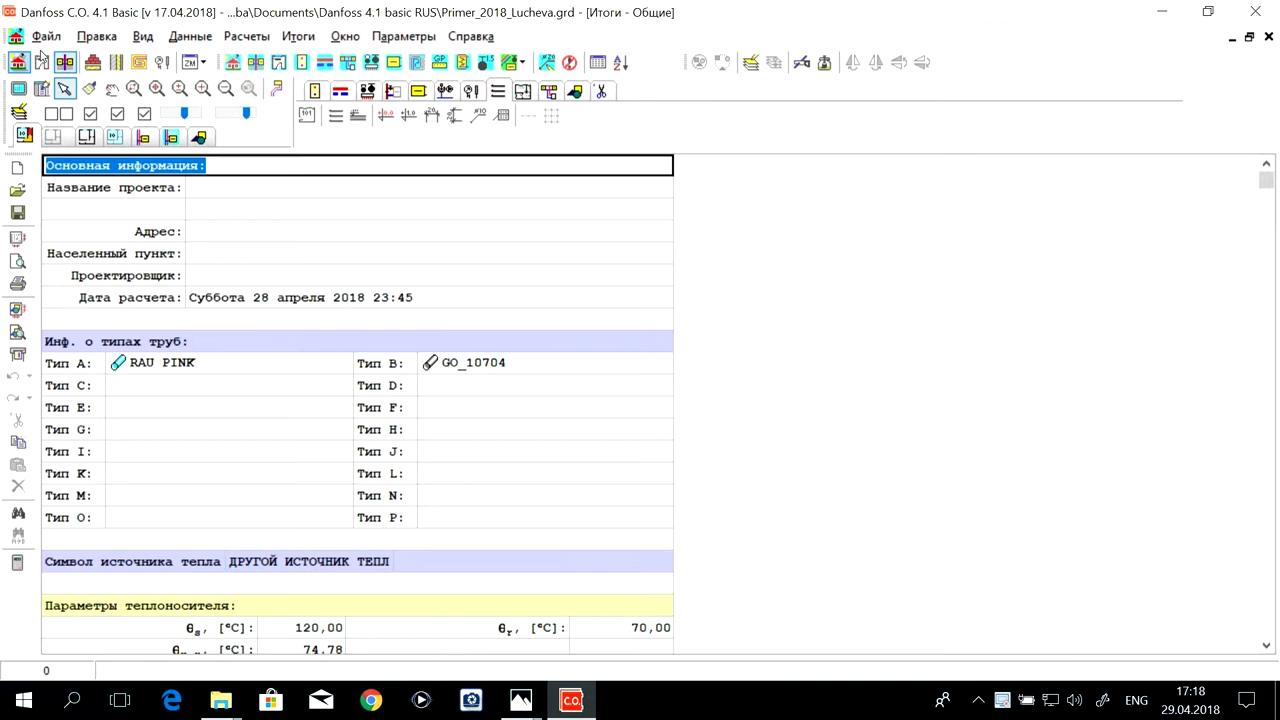 Danfoss C.O. 4.1 Basic [v 17.04.2018] - ...ba\Documents\Danfoss 4.1 basic RUS\Primer_2018_Lucheva.grd - [Итоги - Общие]
Файл Правка Вид Данные Расчеты Итоги Окно Параметры Справка
Основная информация:
Название проекта:
Адрес:
Населенный пункт:
Проектировщик:
Дата расчета: Суббота 28 апреля 2018 23:45
Инф. о типах труб:
Тип A: RAU PINK Тип B: GO_10704
Тип C: Тип D:
Тип E: Тип F:
Тип G: Тип H:
Тип I: Тип J:
Тип K: Тип L:
Тип M: Тип N:
Тип O: Тип P:
Символ источника тепла ДРУГОЙ ИСТОЧНИК ТЕПЛ
Параметры теплоносителя:
θs, [°C]: 120,00 θr, [°C]: 70,00
74,78
0
ENG
17:18
29.04.2018